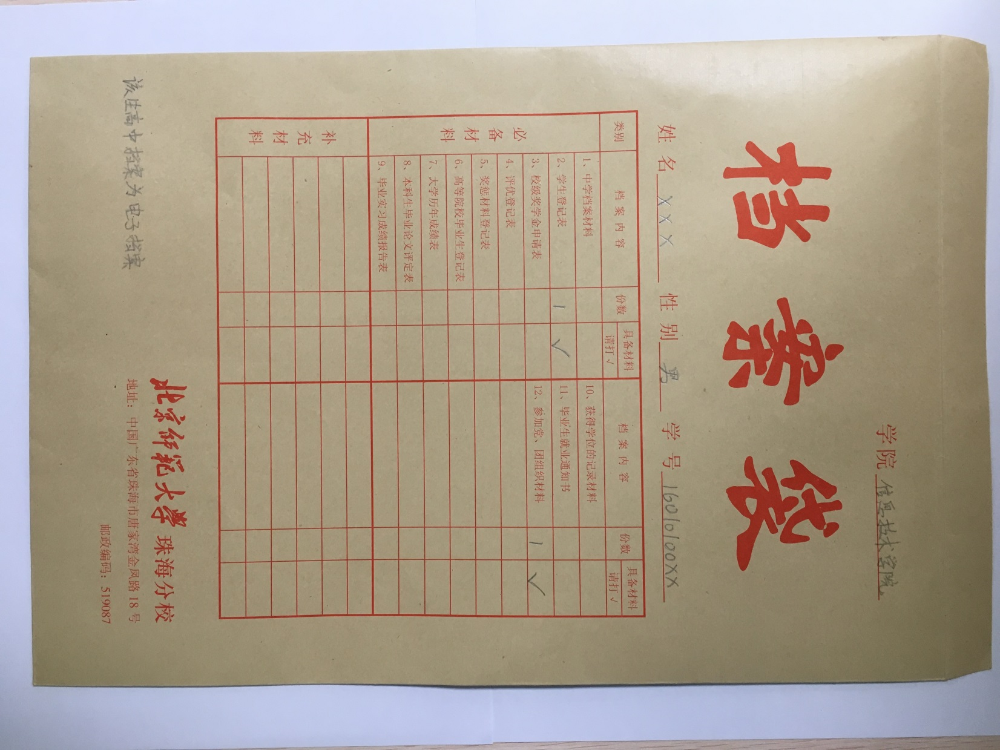 学院 信息技术学院
档案袋
姓名 XXX 性别 男 学号 1601010​0XX
类别 档案内容 份数 具备材料请打√ 档案内容 份数 具备材料请打√
必备材料
1、中学档案材料 10、获得学位的记录材料
2、学生登记表 1 √ 11、毕业生就业通知书
3、校级奖学金申请表 12、参加党、团组织材料 1 √
4、评优登记表
5、奖惩材料登记表
6、高等院校毕业生登记表
7、大学历年成绩表
8、本科生毕业论文评定表
9、毕业实习成绩报告表
补充材料
北京师范大学珠海分校
地址：中国广东省珠海市唐家湾金凤路18号
邮政编码：519087
该生高中档案为电子档案